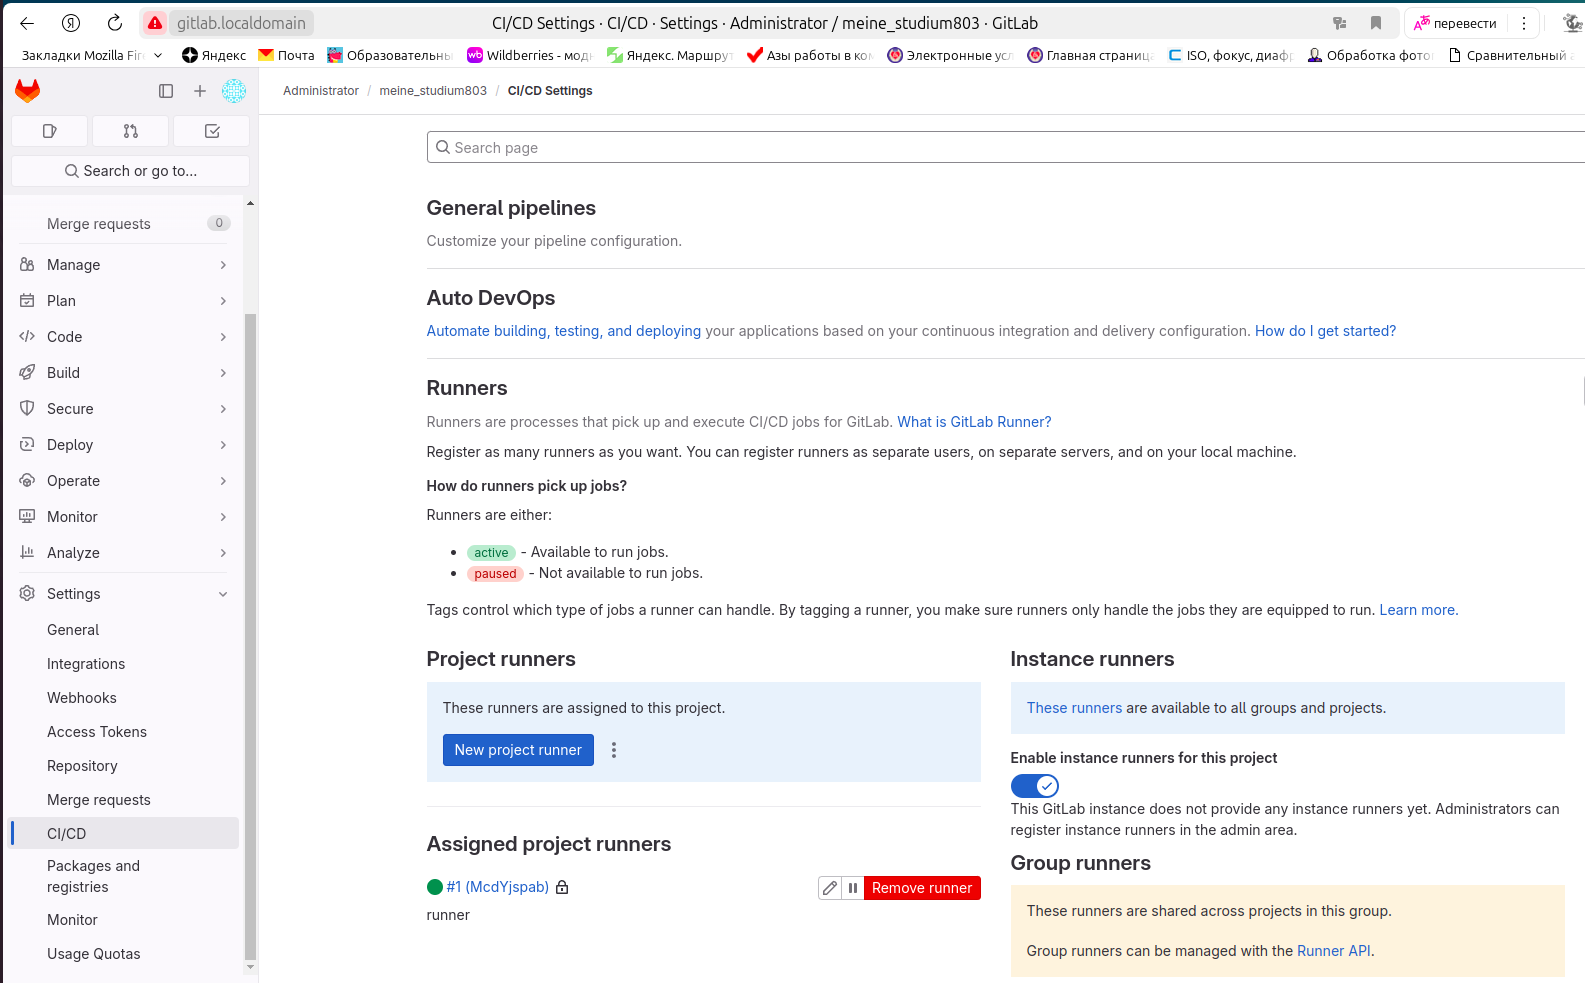 gitlab.localdomain
CI/CD Settings · CI/CD · Settings · Administrator / meine_studium803 · GitLab
перевести
Закладки Mozilla Fir
Яндекс
Почта
Образовательны
Wildberries - мод
Яндекс. Маршрут
Азы работы в ко
Электронные ус
Главная страниц
ISO, фокус, диаф
Обработка фото
Сравнительный
Administrator / meine_studium803 / CI/CD Settings
Search or go to...
Search page
Merge requests 0
Manage
Plan
Code
Build
Secure
Deploy
Operate
Monitor
Analyze
Settings
General
Integrations
Webhooks
Access Tokens
Repository
Merge requests
CI/CD
Packages and
registries
Monitor
Usage Quotas
General pipelines
Customize your pipeline configuration.
Auto DevOps
Automate building, testing, and deploying your applications based on your continuous integration and delivery configuration. How do I get started?
Runners
Runners are processes that pick up and execute CI/CD jobs for GitLab. What is GitLab Runner?
Register as many runners as you want. You can register runners as separate users, on separate servers, and on your local machine.
How do runners pick up jobs?
Runners are either:
active - Available to run jobs.
paused - Not available to run jobs.
Tags control which type of jobs a runner can handle. By tagging a runner, you make sure runners only handle the jobs they are equipped to run. Learn more.
Project runners
These runners are assigned to this project.
New project runner
Assigned project runners
#1 (McdYjspab)
Remove runner
runner
Instance runners
These runners are available to all groups and projects.
Enable instance runners for this project
This GitLab instance does not provide any instance runners yet. Administrators can
register instance runners in the admin area.
Group runners
These runners are shared across projects in this group.
Group runners can be managed with the Runner API.